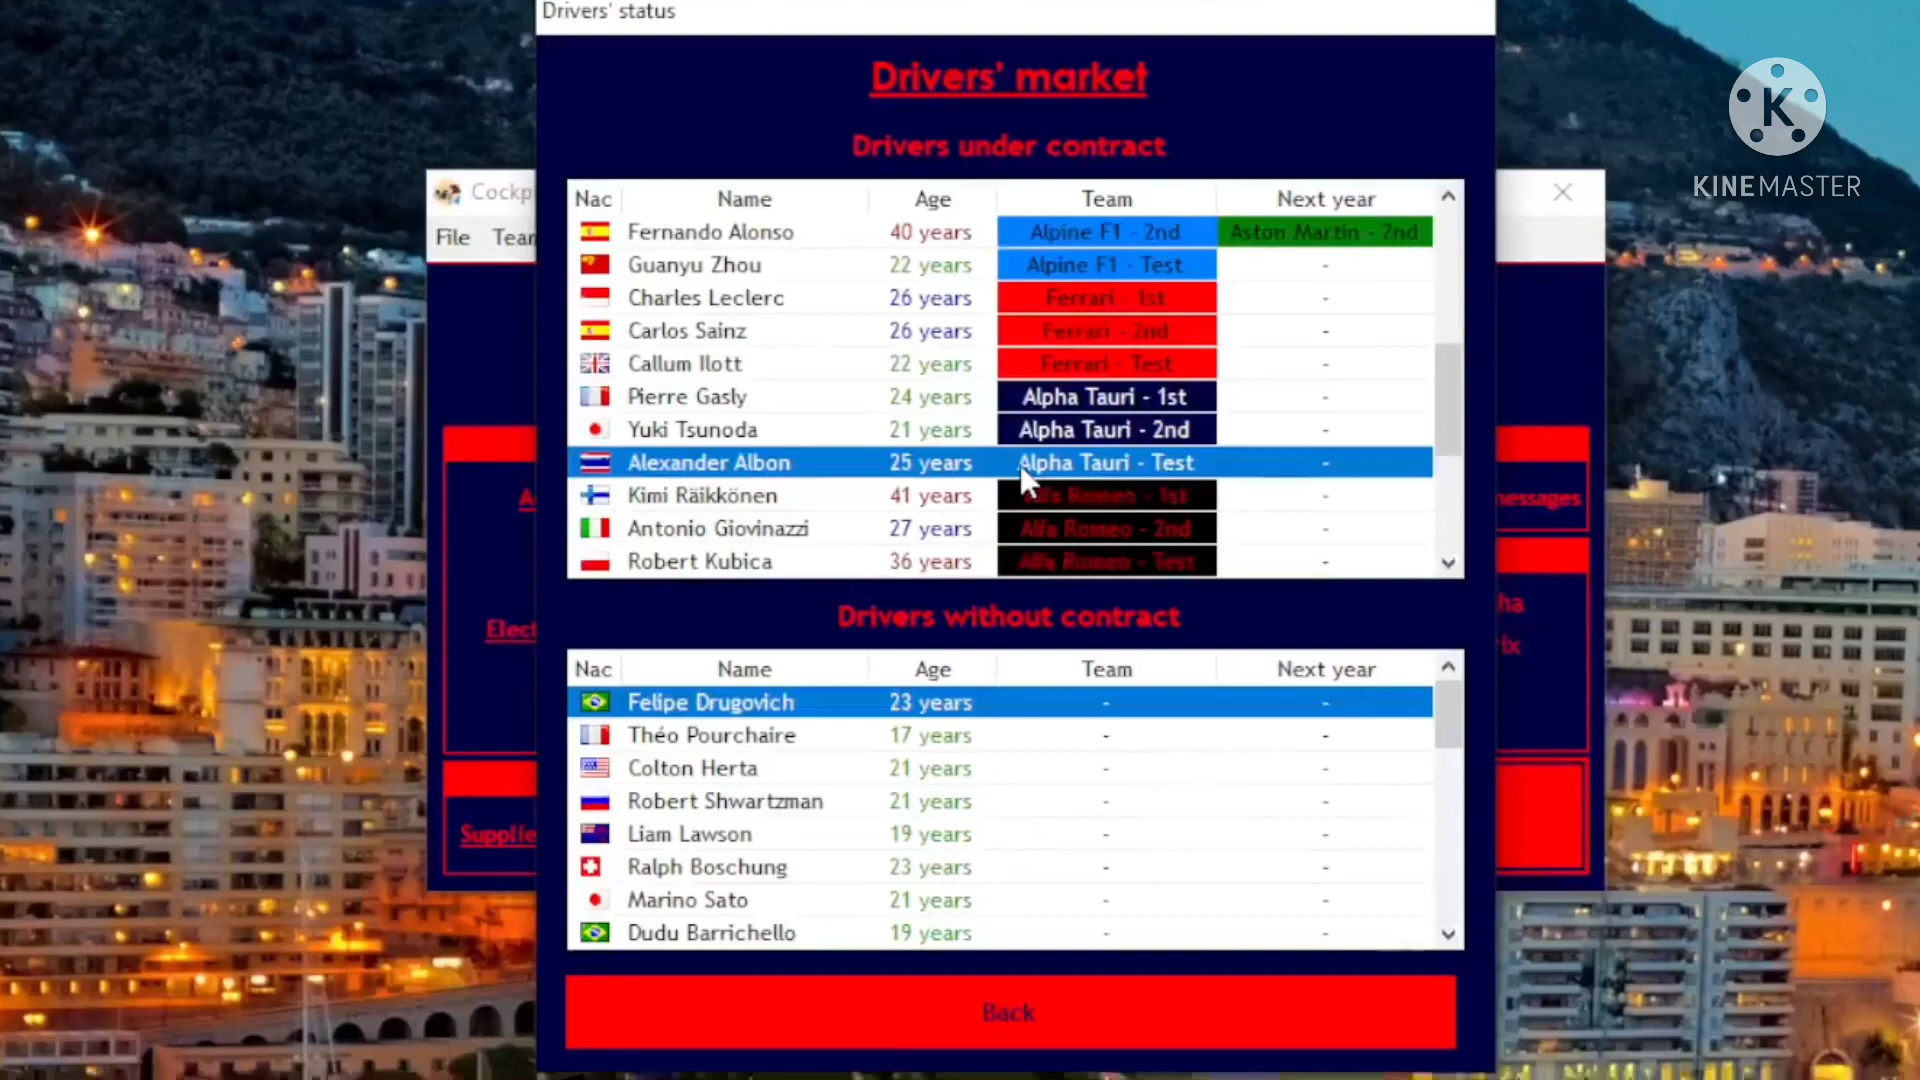 Drivers' status
Drivers' market
Drivers under contract
Nac Name Age Team Next year
Fernando Alonso 40 years Alpine F1 - 2nd Aston Martin - 2nd
Guanyu Zhou 22 years Alpine F1 - Test -
Charles Leclerc 26 years Ferrari - 1st -
Carlos Sainz 26 years Ferrari - 2nd -
Callum Ilott 22 years Ferrari - Test -
Pierre Gasly 24 years Alpha Tauri - 1st -
Yuki Tsunoda 21 years Alpha Tauri - 2nd -
Alexander Albon 25 years Alpha Tauri - Test -
Kimi Räikkönen 41 years Alfa Romeo - 1st -
Antonio Giovinazzi 27 years Alfa Romeo - 2nd -
Robert Kubica 36 years Alfa Romeo - Test -
Drivers without contract
Nac Name Age Team Next year
Felipe Drugovich 23 years - -
Théo Pourchaire 17 years - -
Colton Herta 21 years - -
Robert Shwartzman 21 years - -
Liam Lawson 19 years - -
Ralph Boschung 23 years - -
Marino Sato 21 years - -
Dudu Barrichello 19 years - -
Back
File
K
KINEMASTER